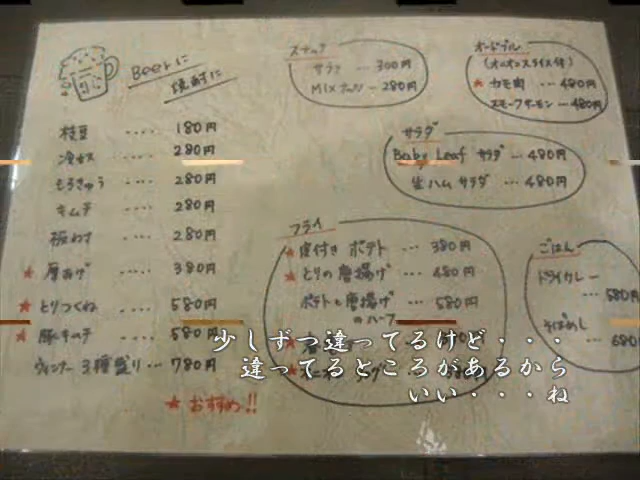 Beerに
焼酎に
枝豆 .... 180円
冷奴 .... 280円
もろきゅう .... 280円
キムチ .... 280円
板わさ .... 280円
★ 厚あげ .... 380円
★ とりつくね ... 580円
★ 豚キムチ .... 580円
ウィンナー 3種盛り... 780円
★ おすすめ!!
スナック
サラミ ... 300円
MIXナッツ ... 280円
オードブル
(オニオンスライス付)
★ カモ肉 ... 480円
スモークサーモン ... 480円
サラダ
Baby Leaf サラダ ... 480円
生ハム サラダ ... 480円
フライ
★ 皮付き ポテト ... 380円
★ とりの唐揚げ ... 480円
ポテトと唐揚げ
のハーフ ... 580円
ごはん
ドライカレー
... 580円
そばめし
... 680
少しずつ違ってるけど・・・
違ってるところがあるから
いい・・・ね